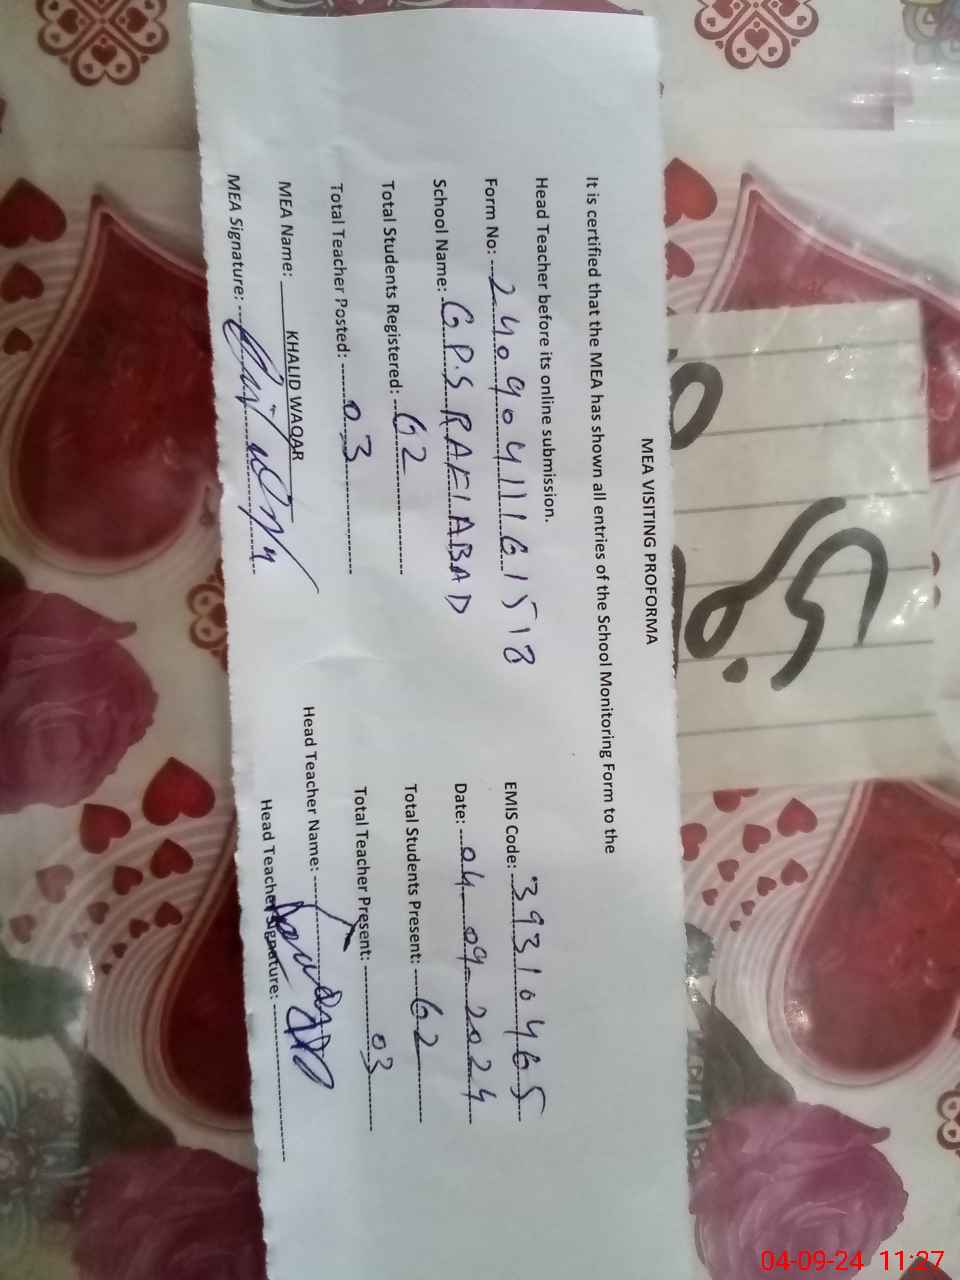 MEA VISITING PROFORMA
It is certified that the MEA has shown all entries of the School Monitoring Form to the
Head Teacher before its online submission.
Form No: 24090411161518 EMIS Code: 39310465
School Name: G.P.S RAFIABAD Date: 04-09-2024
Total Students Registered: 62 Total Students Present: 62
Total Teacher Posted: 03 Total Teacher Present: 03
MEA Name: KHALID WAQAR Head Teacher Name:
MEA Signature: Head Teacher Signature:
04-09-24 11:27